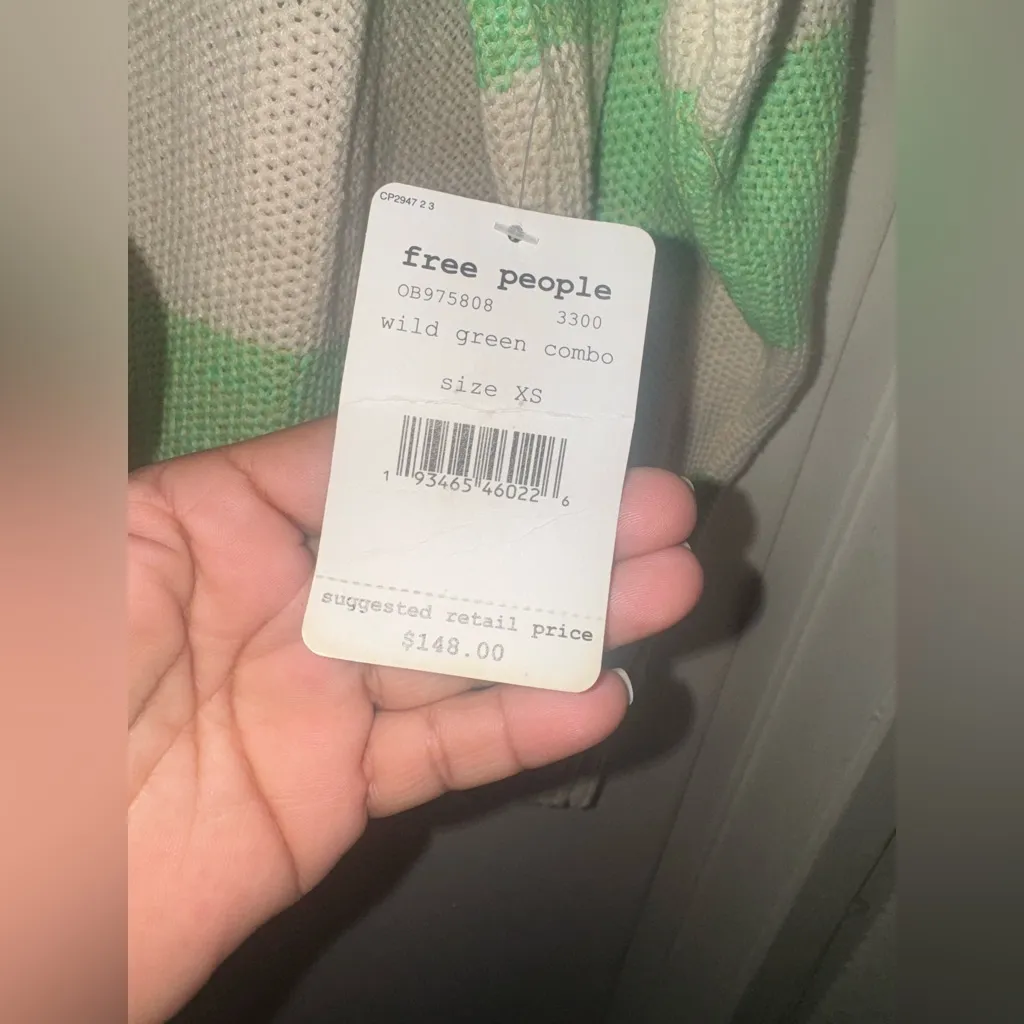 CP2947 2 3
free people
OB975808 3300
wild green combo
size XS
1 93465 46022 6
suggested retail price
$148.00